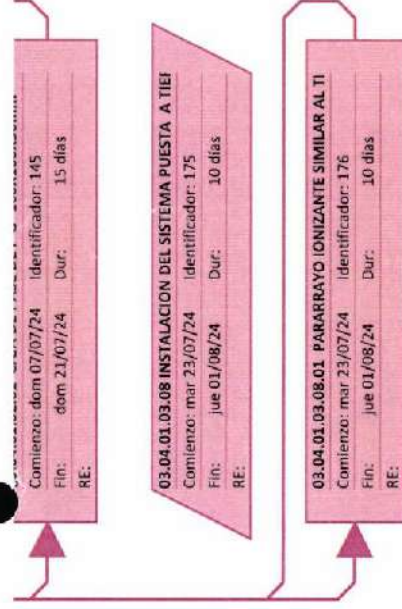 Comienzo: dom 07/07/24 Identificador: 145
Fin: dom 21/07/24 Dur: 15 días
RE:
03.04.01.03.08 INSTALACION DEL SISTEMA PUESTA A TIER
Comienzo: mar 23/07/24 Identificador: 175
Fin: jue 01/08/24 Dur: 10 días
RE:
03.04.01.03.08.01 PARARRAYO IONIZANTE SIMILAR AL TI
Comienzo: mar 23/07/24 Identificador: 176
Fin: jue 01/08/24 Dur: 10 días
RE: